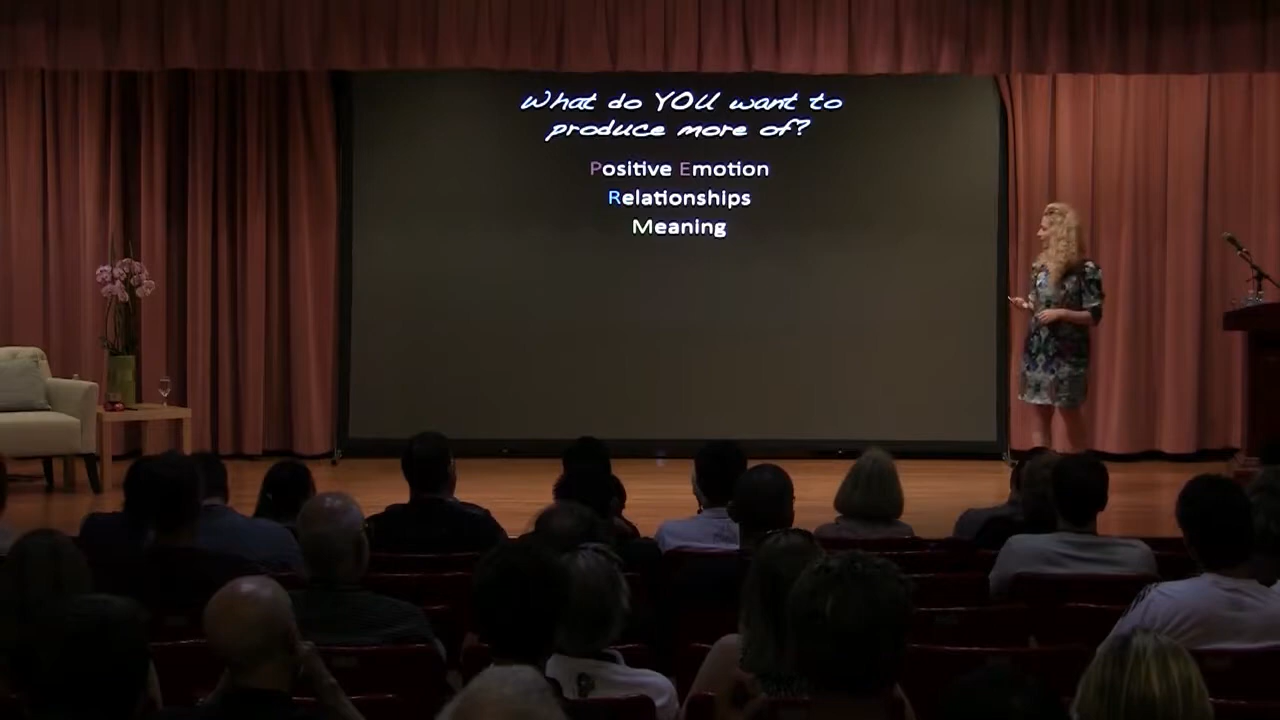 What do YOU want to
produce more of?
Positive Emotion
Relationships
Meaning